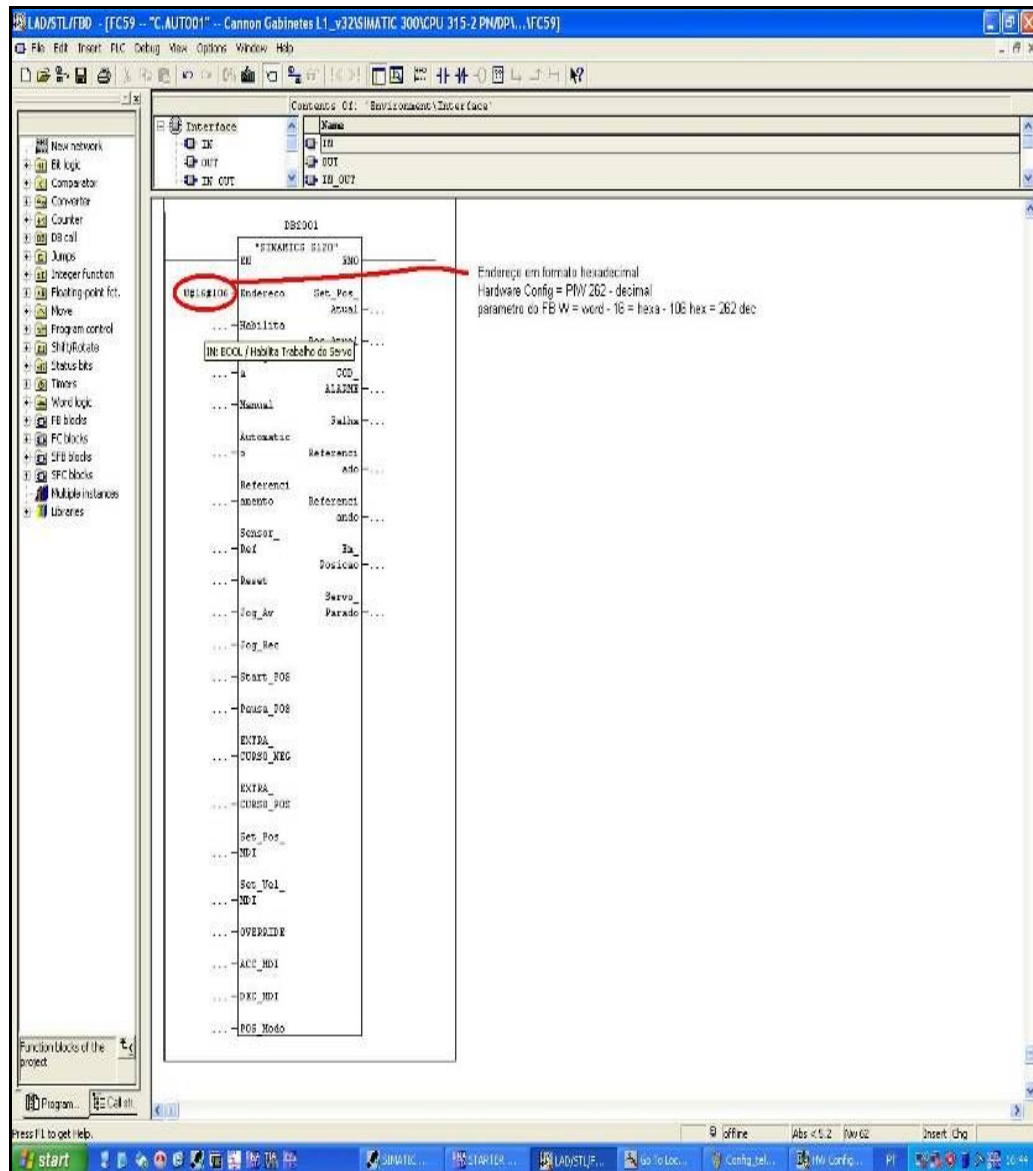 LAD/STL/FBD - [FC59 -- "C.AUTO01" -- Cannon Gabinetes L1_v32\SIMATIC 300\CPU 315-2 PN/DP\...\FC59]
File Edit Insert PLC Debug View Options Window Help
Contents Of: 'Environment\Interface'
Interface
IN
OUT
IN_OUT
Name
IN
OUT
IN_OUT
New network
Bit logic
Comparator
Converter
Counter
DB call
Jumps
Integer function
Floating-point fct.
Move
Program control
Shift/Rotate
Status bits
Timers
Word logic
FB blocks
FC blocks
SFB blocks
SFC blocks
Multiple instances
Libraries
DB2001
"SINAMICS S120"
EN ENO
W#16#106 Endereco Set_Pos_
Atual ...
... Habilita
IN: BOOL / Habilita Trabalho do Servo
... a COD_
ALARME ...
... Manual
Falha ...
Automatic
... o Referenci
ado ...
Referenci
... amento Referenci
ando ...
Sensor_
... Ref Em_
Posicao ...
... Reset
Servo_
... Jog_Av Parado ...
... Jog_Rec
... Start_POS
... Pausa_POS
EXTRA_
... CURSO_NEG
EXTRA_
... CURSO_POS
Set_Pos_
... MDI
Set_Vel_
... MDI
... OVERRIDE
... ACC_MDI
... DEC_MDI
... POS_Modo
Endereço em formato hexadecimal
Hardware Config = PIW 262 - decimal
parametro do FB W = word - 16 = hexa - 106 hex = 262 dec
Function blocks of the
project
Program... Call str.
Press F1 to get Help.
offline Abs < 5.2 Nw 62 Insert Chg
start SIMATIC ... STARTER ... LAD/STL/F... Go To Loc... Config_tel... HW Config... PT 16:44